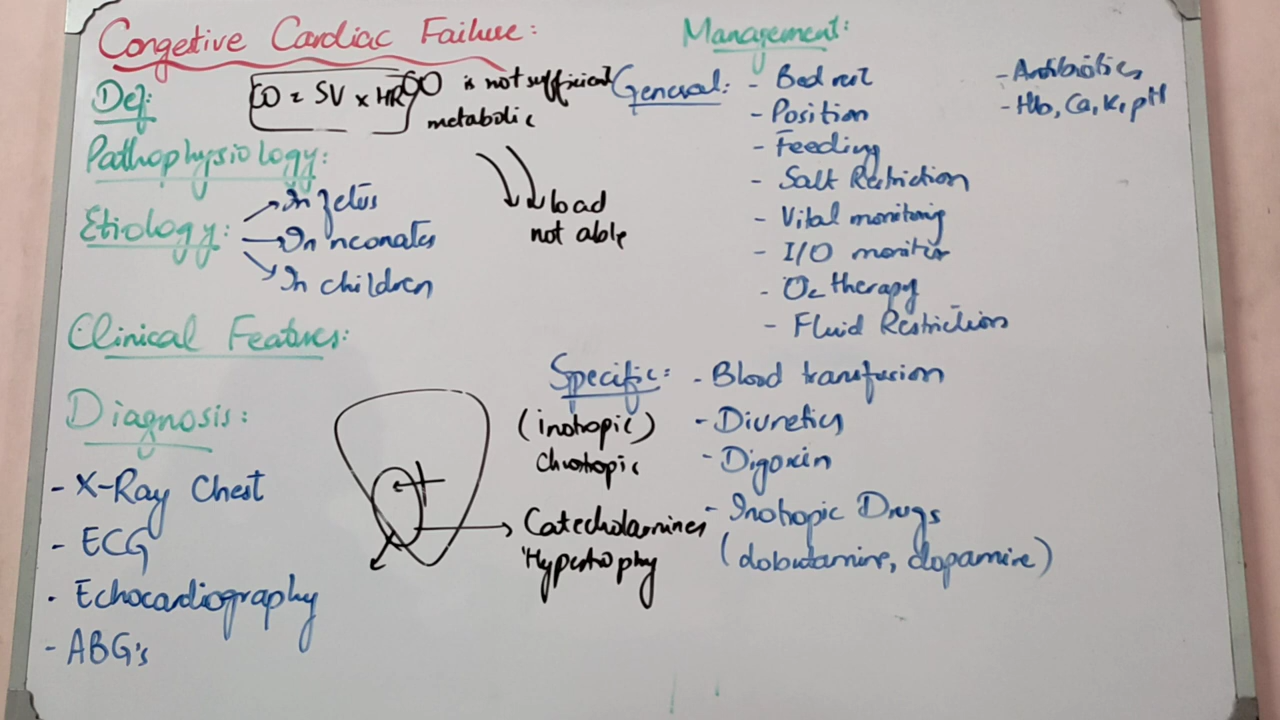 Congestive Cardiac Failure:
Def:
CO = SV x HR
CO is not sufficient
metabolic
Pathophysiology:
load
not able
Etiology:
In fetus
In neonates
In children
Clinical Features:
Diagnosis:
- X-Ray Chest
- ECG
- Echocardiography
- ABG's
Catecholamines
Hypertrophy
Management:
General:
- Bed rest
- Position
- Feeding
- Salt Restriction
- Vital monitoring
- I/O monitor
- O2 therapy
- Fluid Restriction
- Antibiotics
- Hb, Ca, K, pH
Specific:
- Blood transfusion
- Diuretics
- Digoxin
- Inotropic Drugs
(dobutamine, dopamine)
(inotropic)